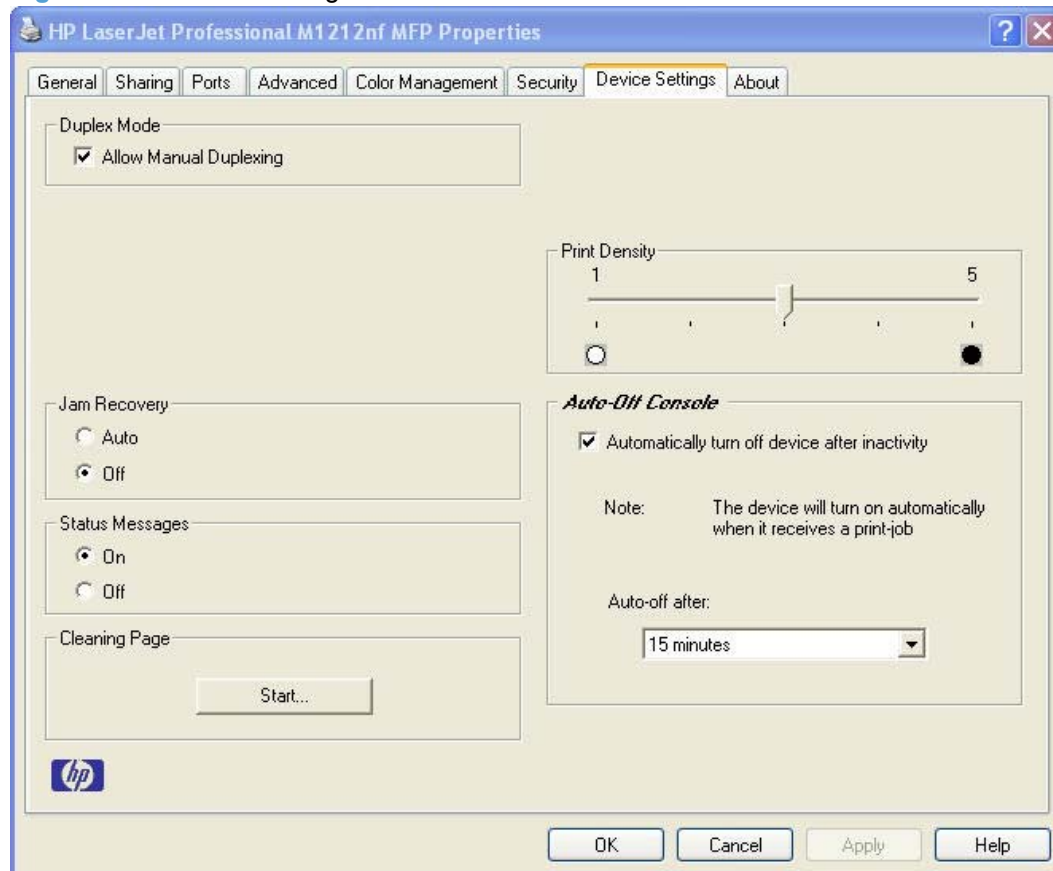 HP LaserJet Professional M1212nf MFP Properties
General Sharing Ports Advanced Color Management Security Device Settings About
Duplex Mode
Allow Manual Duplexing
Print Density
1 5
Jam Recovery
Auto
Off
Auto-Off Console
Automatically turn off device after inactivity
Note: The device will turn on automatically
when it receives a print-job
Status Messages
On
Off
Auto-off after:
15 minutes
Cleaning Page
Start...
hp
OK Cancel Apply Help